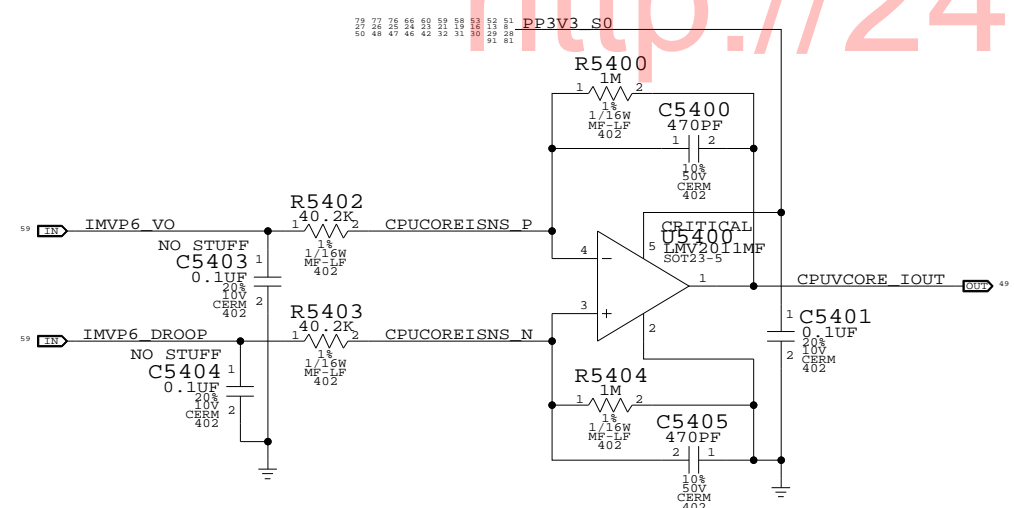 http://24
79 77 76 66 60 59 58 53 52 51
27 26 25 24 23 21 19 16 13 8
50 48 47 46 42 32 31 30 29 28
91 81
PP3V3_S0
R5400
1M
1 2
1%
1/16W
MF-LF
402
C5400
470PF
1 2
10%
50V
CERM
402
R5402
40.2K
59 IN IMVP6_VO 1 2 CPUCOREISNS_P
1%
1/16W
MF-LF
402
NO STUFF
C5403
1
0.1UF
20%
10V
CERM
402
2
CRITICAL
U5400
LMV2011MF
SOT23-5
4 − 5
1 CPUVCORE_IOUT OUT 49
3 +
2
R5403
40.2K
59 IN IMVP6_DROOP 1 2 CPUCOREISNS_N
1%
1/16W
MF-LF
402
NO STUFF
C5404
1
0.1UF
20%
10V
CERM
402
2
1
C5401
0.1UF
20%
10V
CERM
402
2
R5404
1M
1 2
1%
1/16W
MF-LF
402
C5405
470PF
2 1
10%
50V
CERM
402